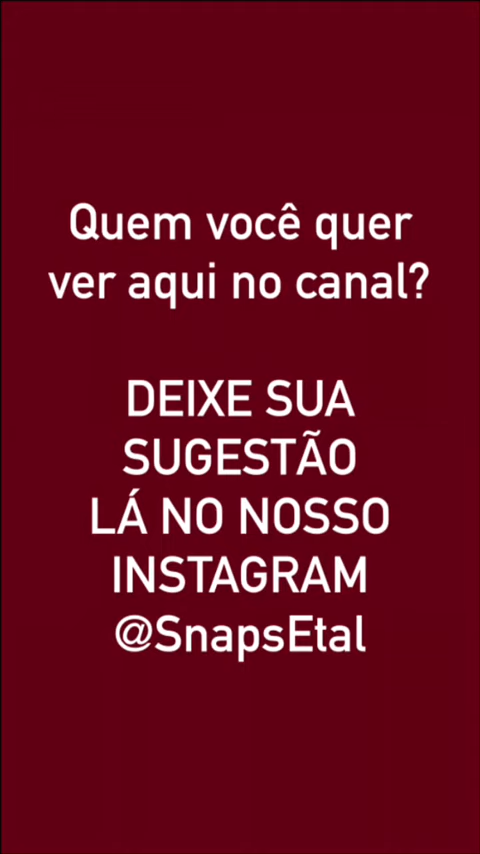 Quem você quer
ver aqui no canal?
DEIXE SUA
SUGESTÃO
LÁ NO NOSSO
INSTAGRAM
@SnapsEtal